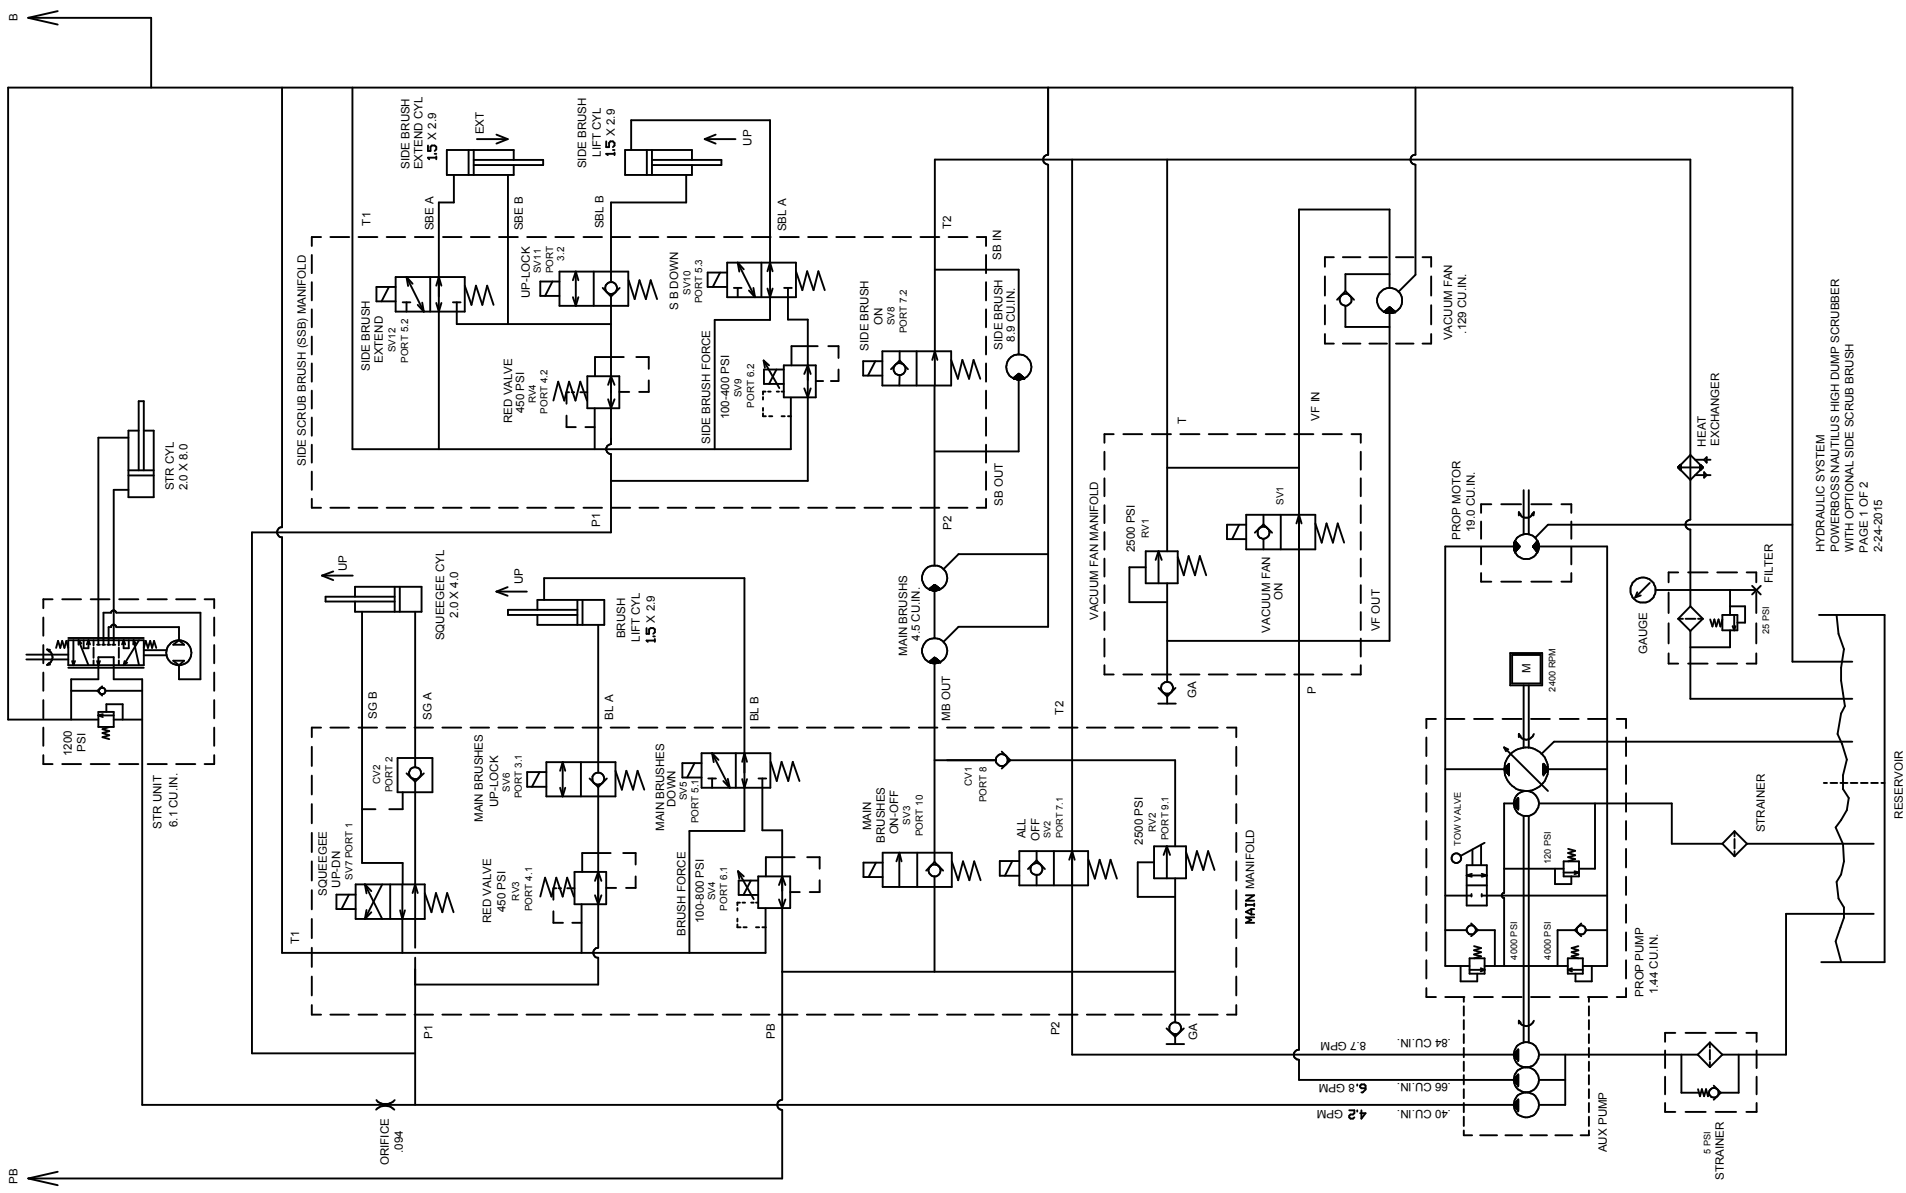 B
PB
STR UNIT
6.1 CU.IN.
1200
PSI
STR CYL
2.0 X 8.0
ORIFICE
.094
SIDE SCRUB BRUSH (SSB) MANIFOLD
T1
SIDE BRUSH
EXTEND CYL
1.5 X 2.9
EXT
SBE A
SBE B
SIDE BRUSH
EXTEND
SV12
PORT 5.2
SIDE BRUSH
LIFT CYL
1.5 X 2.9
UP
SBL B
UP-LOCK
SV11
PORT
3.2
SBL A
S B DOWN
SV10
PORT 5.3
RED VALVE
450 PSI
RV4
PORT 4.2
SIDE BRUSH FORCE
100-400 PSI
SV9
PORT 6.2
SIDE BRUSH
ON
SV8
PORT 7.2
T2
SB IN
SIDE BRUSH
8.9 CU.IN.
SB OUT
P2
P1
SQUEEGEE CYL
2.0 X 4.0
UP
SG B
SG A
BRUSH
LIFT CYL
1.5 X 2.9
UP
BL A
BL B
MAIN BRUSHS
4.5 CU.IN.
MB OUT
T2
CV2
PORT 2
SQUEEGEE
UP-DN
SV7 PORT 1
MAIN BRUSHES
UP-LOCK
SV6
PORT 3.1
MAIN BRUSHES
DOWN
SV5
PORT 5.1
RED VALVE
450 PSI
RV3
PORT 4.1
BRUSH FORCE
100-800 PSI
SV4
PORT 6.1
MAIN
BRUSHES
ON-OFF
SV3
PORT 10
CV1
PORT 8
ALL
OFF
SV2
PORT 7.1
2500 PSI
RV2
PORT 9.1
MAIN MANIFOLD
T1
P1
PB
P2
GA
VACUUM FAN MANIFOLD
2500 PSI
RV1
T
VACUUM FAN
ON
SV1
VF IN
VF OUT
GA
P
VACUUM FAN
.129 CU.IN.
HEAT
EXCHANGER
PROP MOTOR
19.0 CU.IN.
GAUGE
FILTER
25 PSI
M
2400 RPM
TOW VALVE
120 PSI
4000 PSI
4000 PSI
PROP PUMP
1.44 CU.IN.
STRAINER
RESERVOIR
.84 CU.IN.
8.7 GPM
.66 CU.IN.
6.8 GPM
.40 CU.IN.
4.2 GPM
AUX PUMP
5 PSI
STRAINER
HYDRAULIC SYSTEM
POWERBOSS NAUTILUS HIGH DUMP SCRUBBER
WITH OPTIONAL SIDE SCRUB BRUSH
PAGE 1 OF 2
2-24-2015